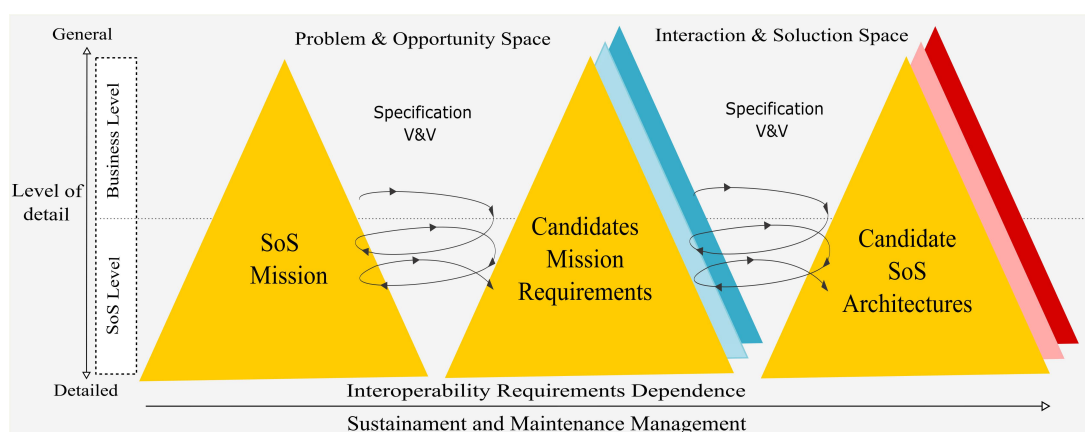 General
Problem & Opportunity Space
Interaction & Soluction Space
Specification
V&V
Specification
V&V
Business Level
Level of
detail
SoS Level
SoS
Mission
Candidates
Mission
Requirements
Candidate
SoS
Architectures
Detailed
Interoperability Requirements Dependence
Sustainament and Maintenance Management